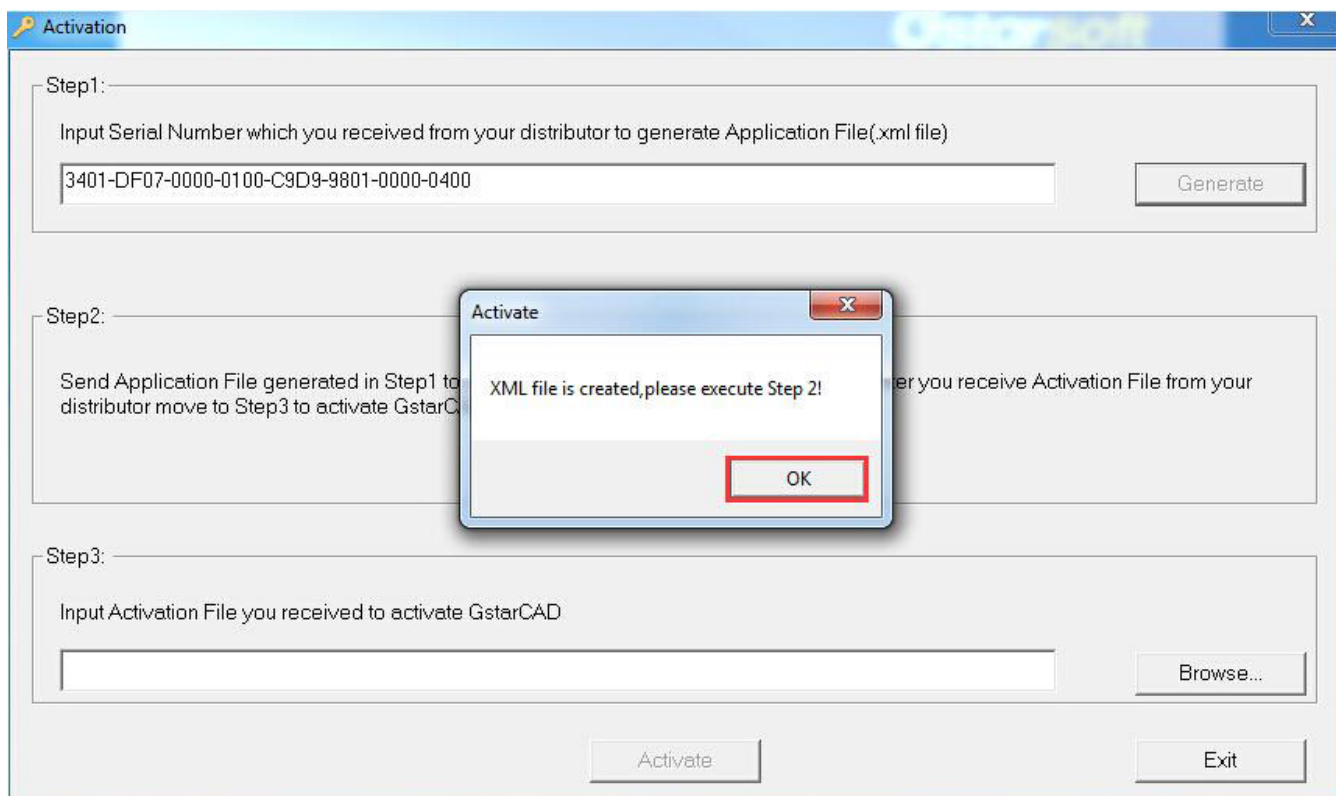 Activation
Step1:
Input Serial Number which you received from your distributor to generate Application File(.xml file)
3401-DF07-0000-0100-C9D9-9801-0000-0400
Generate
Step2:
Send Application File generated in Step1 to
you receive Activation File from your
distributor move to Step3 to activate
Activate
XML file is created,please execute Step 2!
OK
Step3:
Input Activation File you received to activate GstarCAD
Browse...
Activate
Exit